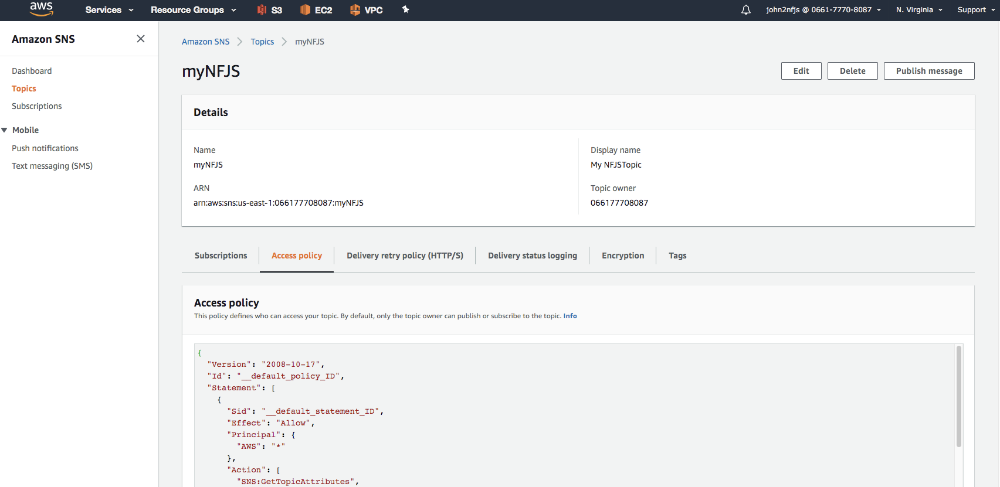 aws Services Resource Groups S3 EC2 VPC john2nfjs @ 0661-7770-8087 N. Virginia Support
Amazon SNS
Dashboard
Topics
Subscriptions
Mobile
Push notifications
Text messaging (SMS)
Amazon SNS Topics myNFJS
myNFJS
Edit Delete Publish message
Details
Name
myNFJS
ARN
arn:aws:sns:us-east-1:066177708087:myNFJS
Display name
My NFJSTopic
Topic owner
066177708087
Subscriptions Access policy Delivery retry policy (HTTP/S) Delivery status logging Encryption Tags
Access policy
This policy defines who can access your topic. By default, only the topic owner can publish or subscribe to the topic. Info
{
"Version": "2008-10-17",
"Id": "__default_policy_ID",
"Statement": [
{
"Sid": "__default_statement_ID",
"Effect": "Allow",
"Principal": {
"AWS": "*"
},
"Action": [
"SNS:GetTopicAttributes",